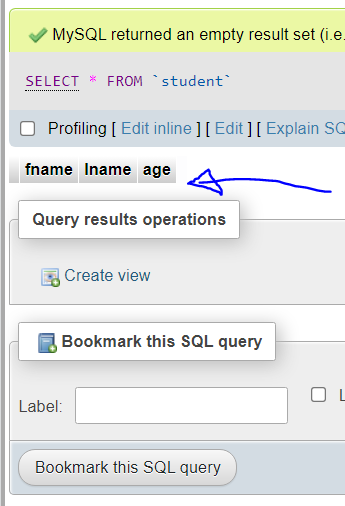 MySQL returned an empty result set (i.e.
SELECT * FROM `student`
Profiling [ Edit inline ] [ Edit ] [ Explain SQ
fname lname age
Query results operations
Create view
Bookmark this SQL query
Label:
Bookmark this SQL query